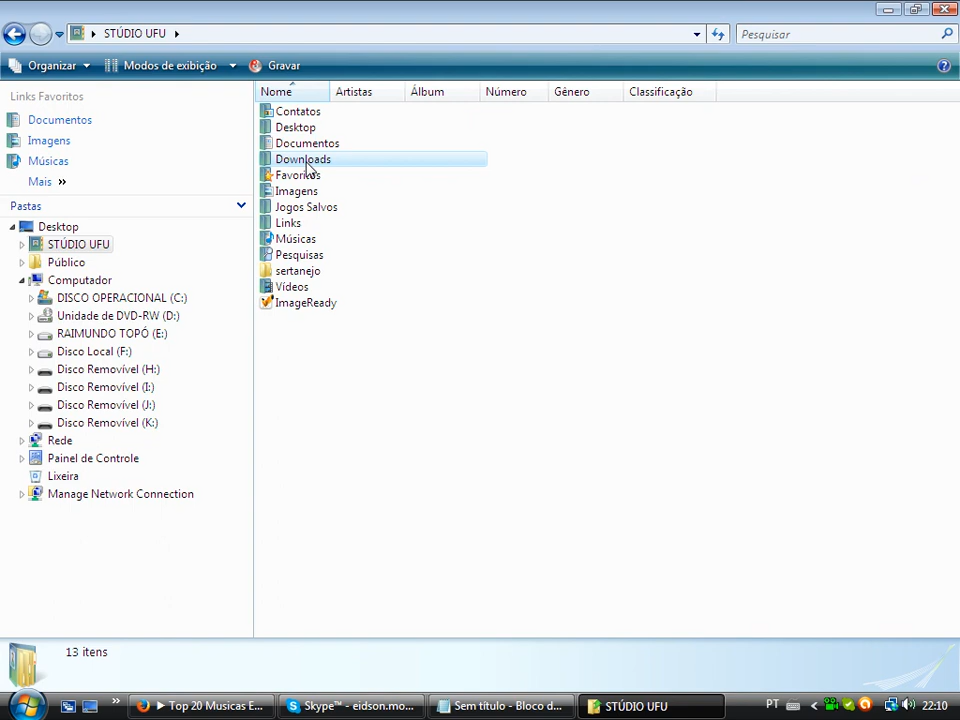 STÚDIO UFU
Pesquisar
Organizar
Modos de exibição
Gravar
Links Favoritos
Documentos
Imagens
Músicas
Mais »
Pastas
Desktop
STÚDIO UFU
Público
Computador
DISCO OPERACIONAL (C:)
Unidade de DVD-RW (D:)
RAIMUNDO TOPÓ (E:)
Disco Local (F:)
Disco Removível (H:)
Disco Removível (I:)
Disco Removível (J:)
Disco Removível (K:)
Rede
Painel de Controle
Lixeira
Manage Network Connection
Nome Artistas Álbum Número Gênero Classificação
Contatos
Desktop
Documentos
Downloads
Favoritos
Imagens
Jogos Salvos
Links
Músicas
Pesquisas
sertanejo
Vídeos
ImageReady
13 itens
» Top 20 Musicas E... Skype™ - eidson.mo... Sem título - Bloco d... STÚDIO UFU PT 22:10